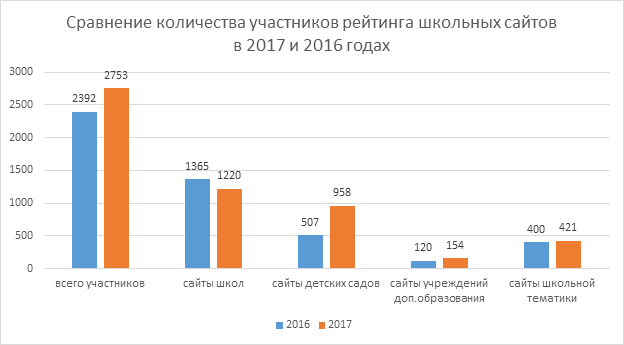 Сравнение количества участников рейтинга школьных сайтов
в 2017 и 2016 годах
3000
2500
2000
1500
1000
500
0
2392
2753
1365
1220
507
958
120
154
400
421
всего участников
сайты школ
сайты детских садов
сайты учреждений
доп.образования
сайты школьной
тематики
2016
2017